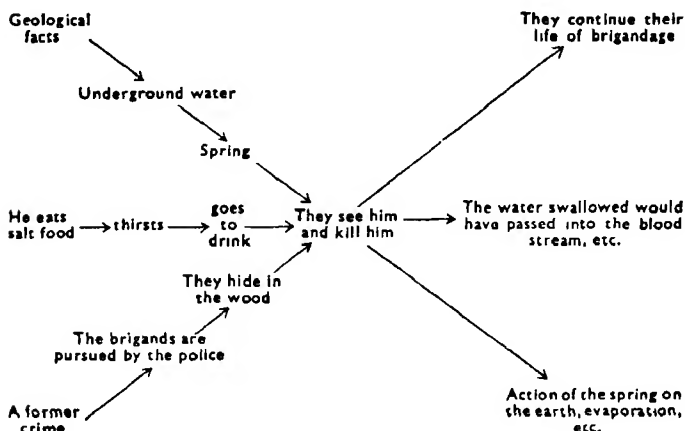 Geological
facts
Underground water
Spring
He eats
salt food
thirsts
goes
to
drink
They see him
and kill him
They hide in
the wood
The brigands are
pursued by the police
A former
crime
They continue their
life of brigandage
The water swallowed would
have passed into the blood
stream, etc.
Action of the spring on
the earth, evaporation,
etc.